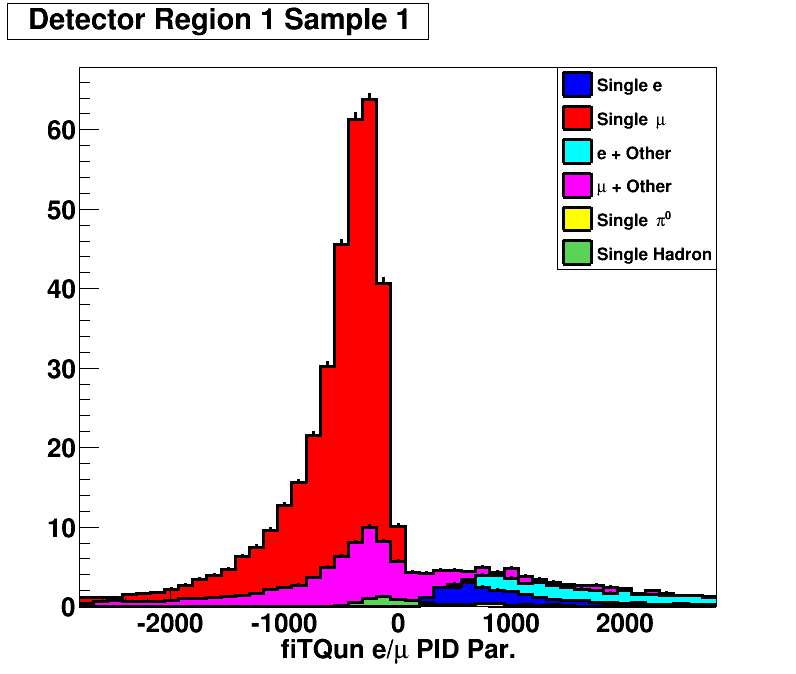 Detector Region 1 Sample 1
Single e
Single μ
e + Other
μ + Other
Single π⁰
Single Hadron
60
50
40
30
20
10
0
-2000 -1000 0 1000 2000
fiTQun e/μ PID Par.